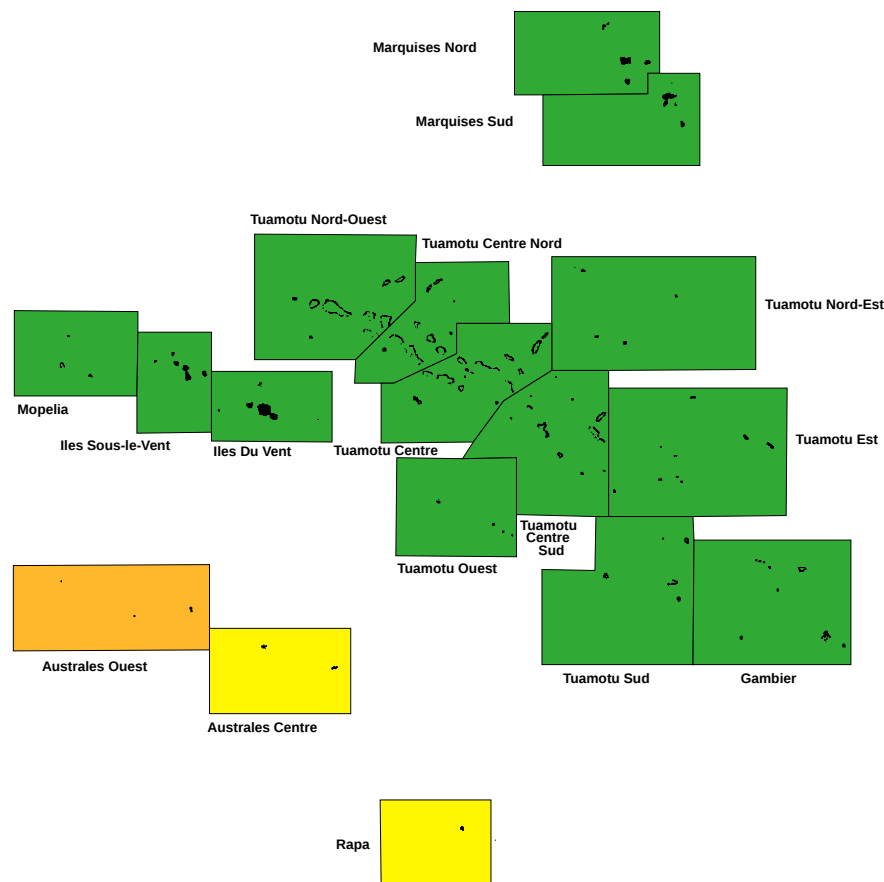 Marquises Nord
Marquises Sud
Tuamotu Nord-Ouest
Tuamotu Centre Nord
Tuamotu Nord-Est
Mopelia
Iles Sous-le-Vent
Iles Du Vent
Tuamotu Centre
Tuamotu Est
Tuamotu
Centre
Sud
Tuamotu Ouest
Australes Ouest
Tuamotu Sud
Gambier
Australes Centre
Rapa